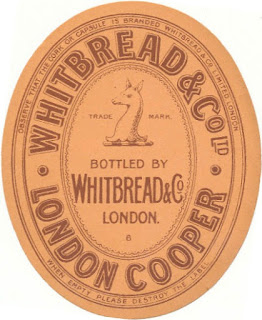 OBSERVE THAT THE CORK OR CAPSULE IS BRANDED WHITBREAD & CO LIMITED LONDON
WHITBREAD & CO LTD
TRADE MARK.
BOTTLED BY
WHITBREAD & CO.
LONDON.
6
LONDON COOPER
WHEN EMPTY PLEASE DESTROY THE LABEL